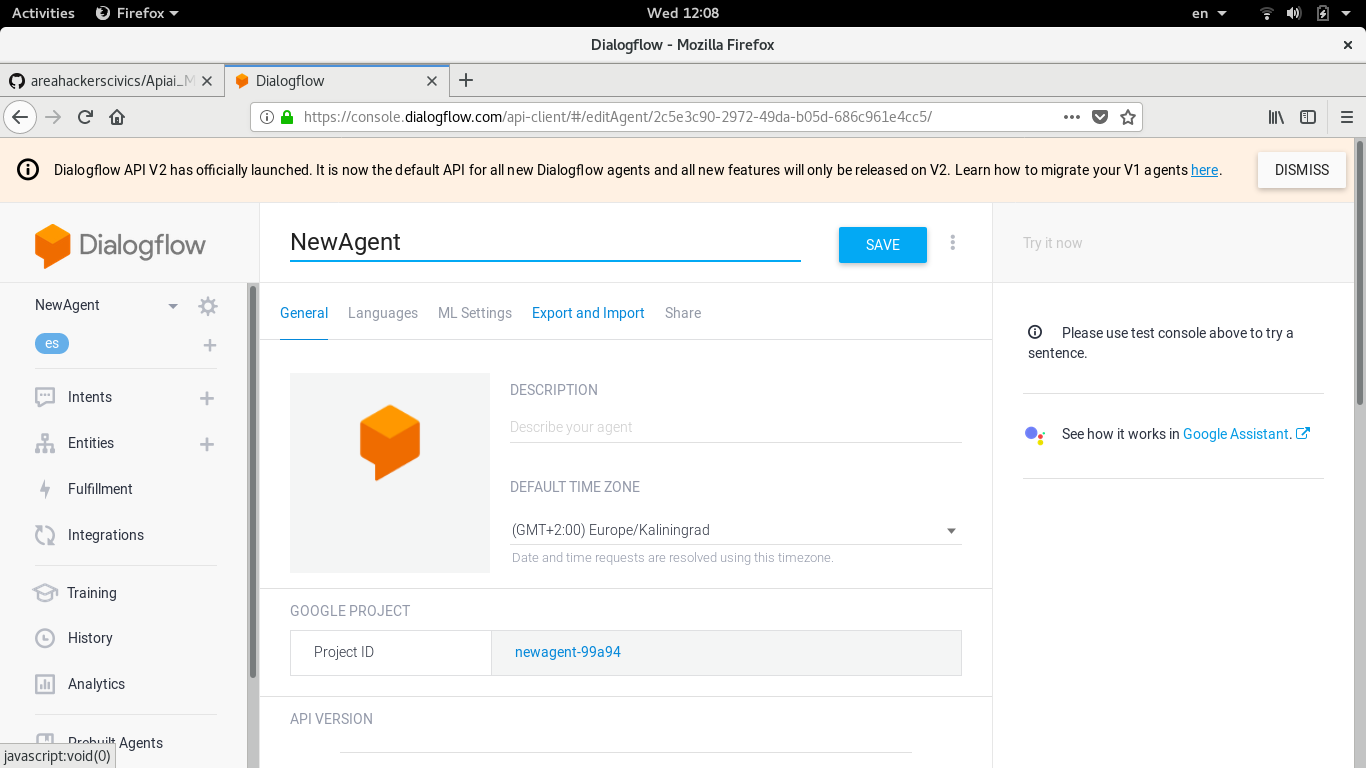 Activities Firefox Wed 12:08 en
Dialogflow - Mozilla Firefox
areahackerscivics/Apiai_M Dialogflow
https://console.dialogflow.com/api-client/#/editAgent/2c5e3c90-2972-49da-b05d-686c961e4cc5/
Dialogflow API V2 has officially launched. It is now the default API for all new Dialogflow agents and all new features will only be released on V2. Learn how to migrate your V1 agents here. DISMISS
Dialogflow
NewAgent
es
Intents
Entities
Fulfillment
Integrations
Training
History
Analytics
Prebuilt Agents
javascript:void(0)
NewAgent SAVE
General Languages ML Settings Export and Import Share
DESCRIPTION
Describe your agent
DEFAULT TIME ZONE
(GMT+2:00) Europe/Kaliningrad
Date and time requests are resolved using this timezone.
GOOGLE PROJECT
Project ID newagent-99a94
API VERSION
Try it now
Please use test console above to try a
sentence.
See how it works in Google Assistant.